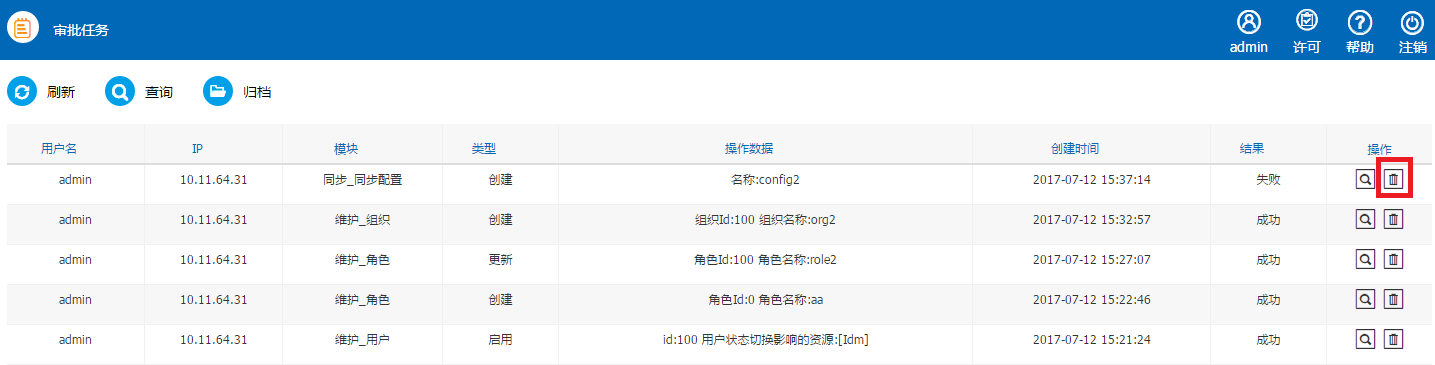 审批任务
admin 许可 帮助 注销
刷新 查询 归档
用户名 IP 模块 类型 操作数据 创建时间 结果 操作
admin 10.11.64.31 同步_同步配置 创建 名称:config2 2017-07-12 15:37:14 失败
admin 10.11.64.31 维护_组织 创建 组织Id:100 组织名称:org2 2017-07-12 15:32:57 成功
admin 10.11.64.31 维护_角色 更新 角色Id:100 角色名称:role2 2017-07-12 15:27:07 成功
admin 10.11.64.31 维护_角色 创建 角色Id:0 角色名称:aa 2017-07-12 15:22:46 成功
admin 10.11.64.31 维护_用户 启用 id:100 用户状态切换影响的资源:[Idm] 2017-07-12 15:21:24 成功